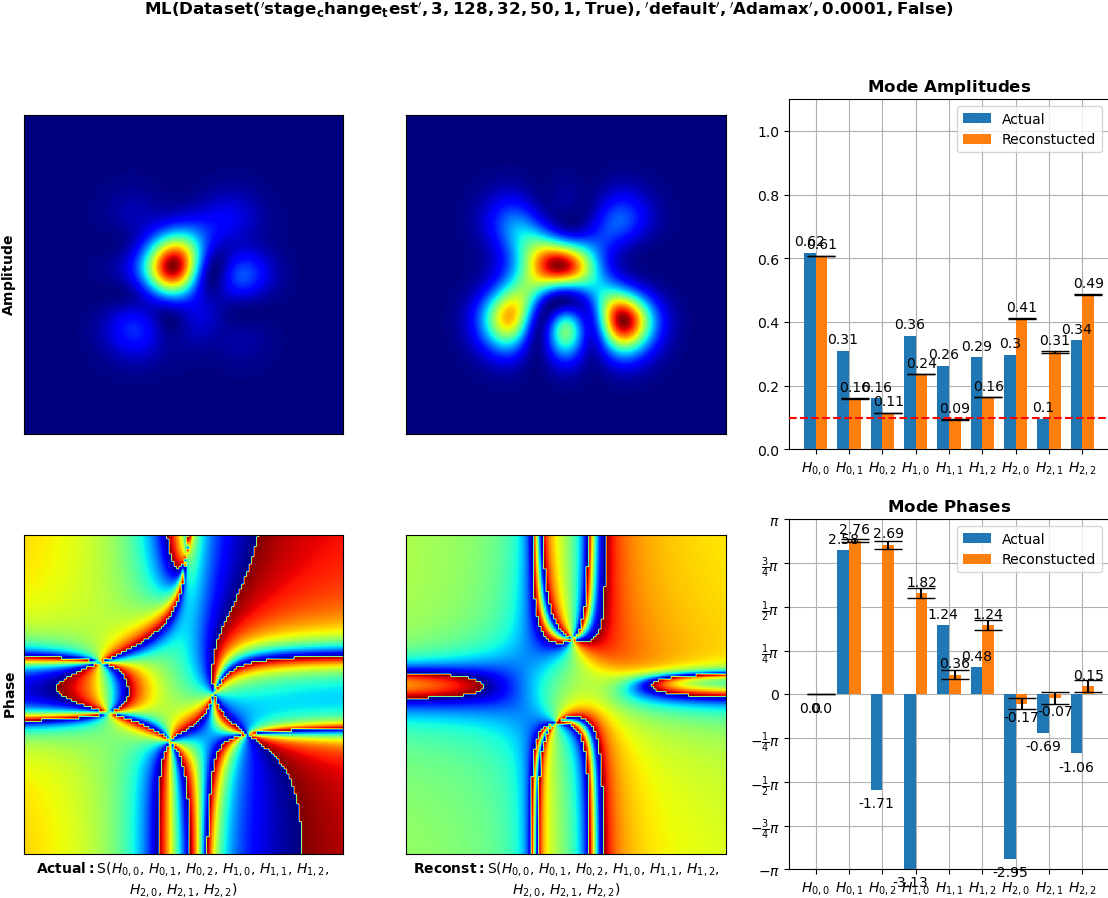 ML(Dataset('stage_change_test', 3, 128, 32, 50, 1, True), 'default', 'Adamax', 0.0001, False)
Amplitude
Mode Amplitudes
Actual
Reconstucted
1.0
0.8
0.6
0.4
0.2
0.0
0.62
0.61
0.31
0.16
0.16
0.11
0.36
0.24
0.26
0.09
0.29
0.16
0.3
0.41
0.1
0.31
0.34
0.49
H0,0 H0,1 H0,2 H1,0 H1,1 H1,2 H2,0 H2,1 H2,2
Phase
Actual: S(H0,0, H0,1, H0,2, H1,0, H1,1, H1,2,
H2,0, H2,1, H2,2)
Reconst: S(H0,0, H0,1, H0,2, H1,0, H1,1, H1,2,
H2,0, H2,1, H2,2)
Mode Phases
Actual
Reconstucted
π
3/4π
1/2π
1/4π
0
−1/4π
−1/2π
−3/4π
−π
0.0
0.0
2.58
2.76
-1.71
2.69
-3.13
1.82
1.24
0.36
0.48
1.24
-2.95
-0.17
-0.69
-0.07
-1.06
0.15
H0,0 H0,1 H0,2 H1,0 H1,1 H1,2 H2,0 H2,1 H2,2